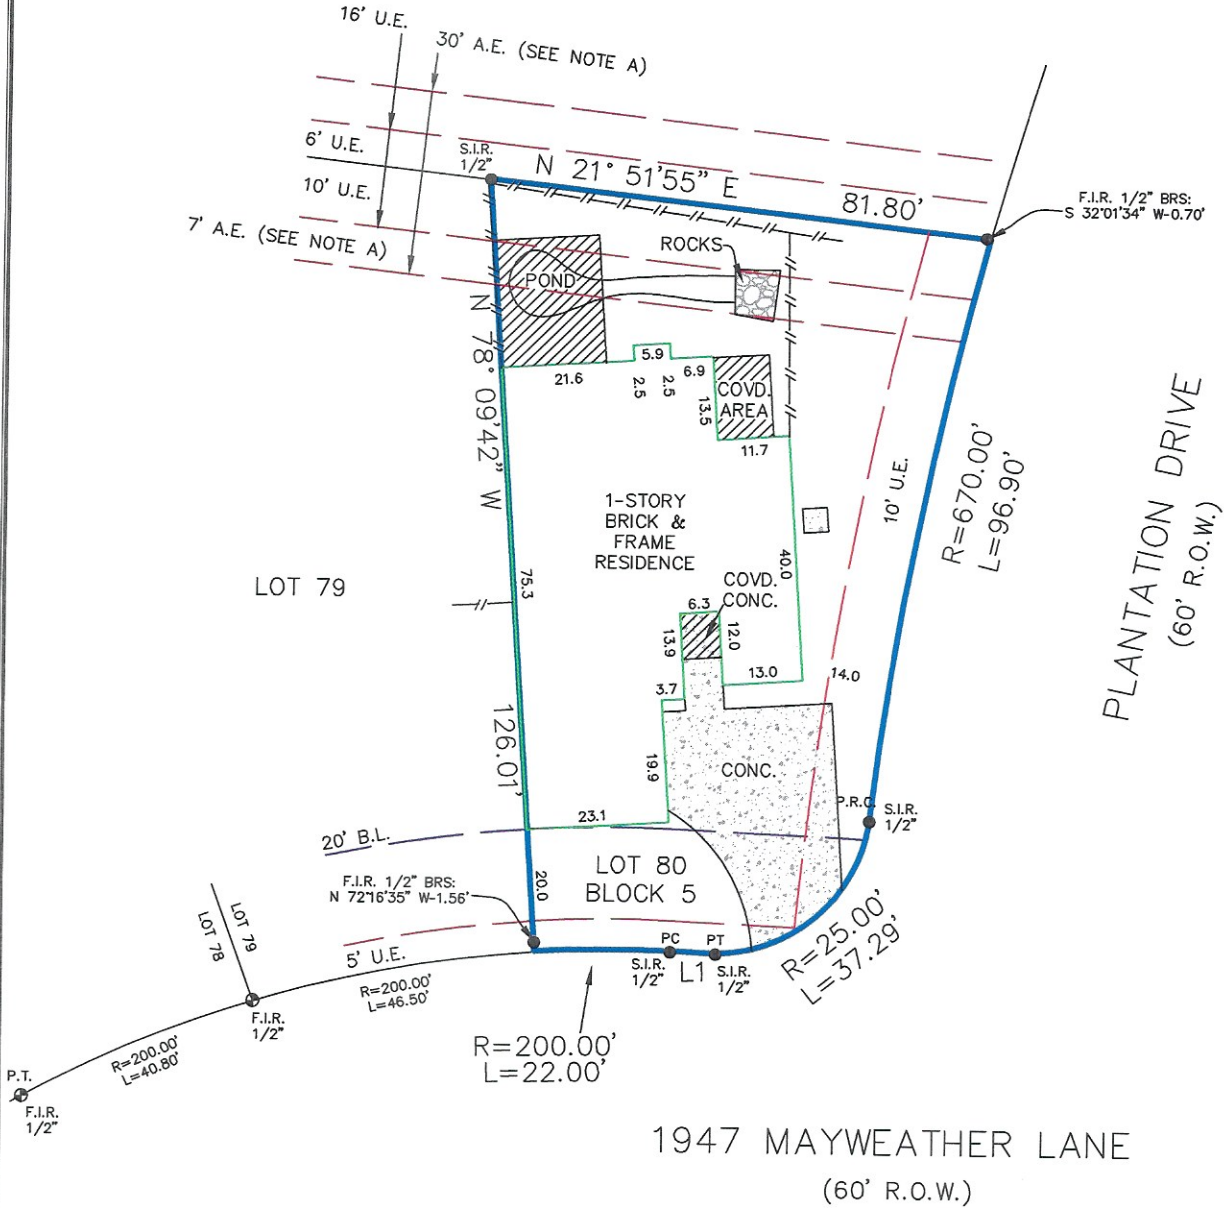 16' U.E.
30' A.E. (SEE NOTE A)
6' U.E.
S.I.R.
1/2"
N 21° 51'55" E
81.80'
F.I.R. 1/2" BRS:
S 32°01'34" W-0.70'
10' U.E.
7' A.E. (SEE NOTE A)
ROCKS
POND
N 78° 09'42" W
126.01'
21.6
5.9
2.5
2.5
6.9
13.5
COVD.
AREA
11.7
1-STORY
BRICK &
FRAME
RESIDENCE
10' U.E.
R=670.00'
L=96.90'
PLANTATION DRIVE
(60' R.O.W.)
LOT 79
75.3
40.0
COVD.
CONC.
6.3
13.9
12.0
13.0
14.0
3.7
19.9
CONC.
23.1
P.R.C.
S.I.R.
1/2"
20' B.L.
LOT 80
BLOCK 5
F.I.R. 1/2" BRS:
N 72°16'35" W-1.56'
20.0
LOT 79
LOT 78
5' U.E.
PC
PT
S.I.R.
1/2"
L1
S.I.R.
1/2"
R=25.00'
L=37.29'
R=200.00'
L=46.50'
F.I.R.
1/2"
R=200.00'
L=22.00'
R=200.00'
L=40.80'
P.T.
F.I.R.
1/2"
1947 MAYWEATHER LANE
(60' R.O.W.)